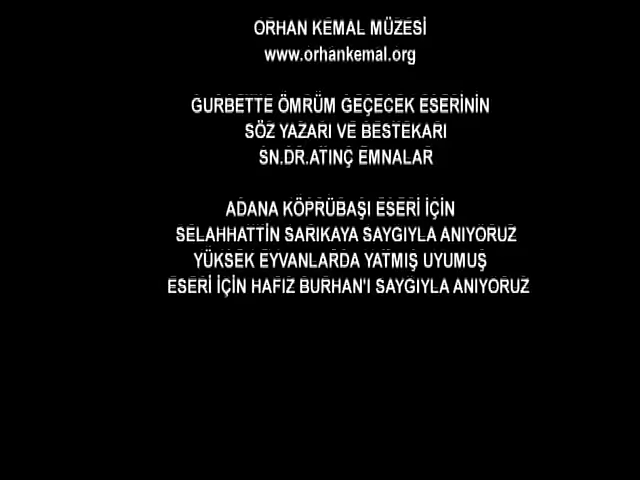 ORHAN KEMAL MÜZESİ
www.orhankemal.org
GURBETTE ÖMRÜM GEÇECEK ESERİNİN
SÖZ YAZARI VE BESTEKARI
SN.DR.ATINÇ EMNALAR
ADANA KÖPRÜBAŞI ESERİ İÇİN
SELAHHATTİN SARIKAYA SAYGIYLA ANIYORUZ
YÜKSEK EYVANLARDA YATMIŞ UYUMUŞ
ESERİ İÇİN HAFIZ BURHAN'I SAYGIYLA ANIYORUZ